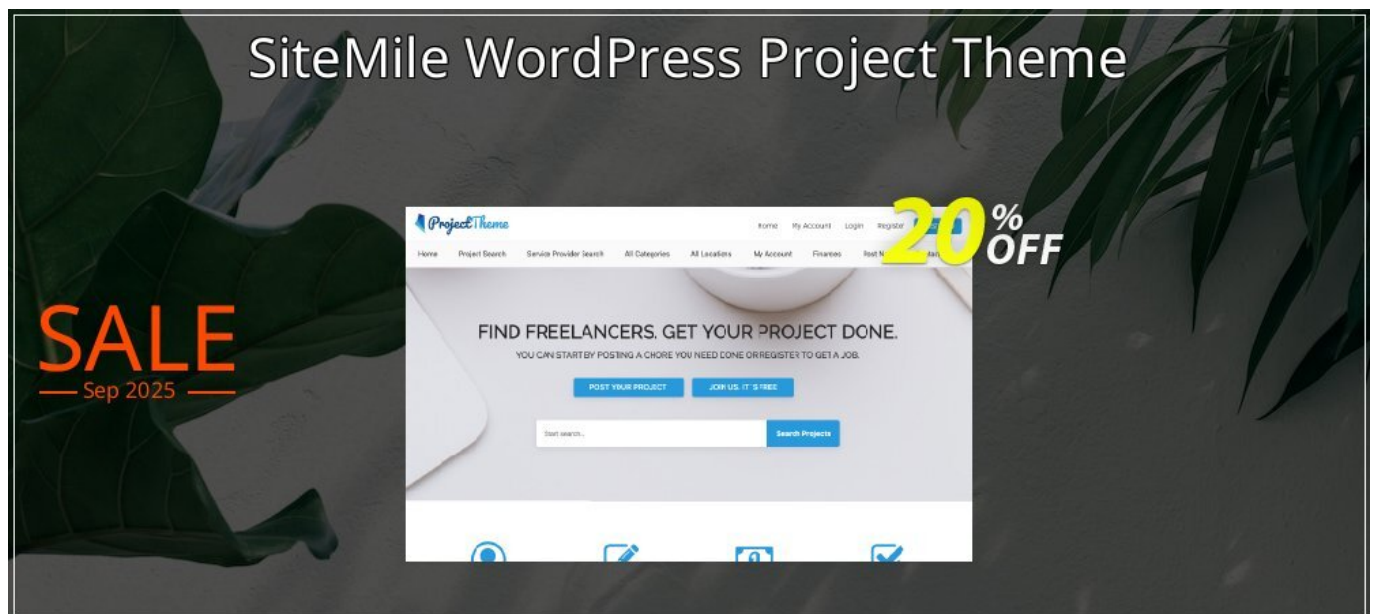 SiteMile WordPress Project Theme
20% OFF
SALE
Sep 2025
ProjectTheme
Home My Account Login Register
Home Project Search Service Provider Search All Categories All Locations My Account Finances Post N
FIND FREELANCERS. GET YOUR PROJECT DONE.
YOU CAN START BY POSTING A CHORE YOU NEED DONE OR REGISTER TO GET A JOB.
POST YOUR PROJECT JOIN US. IT'S FREE
Start search... Search Projects